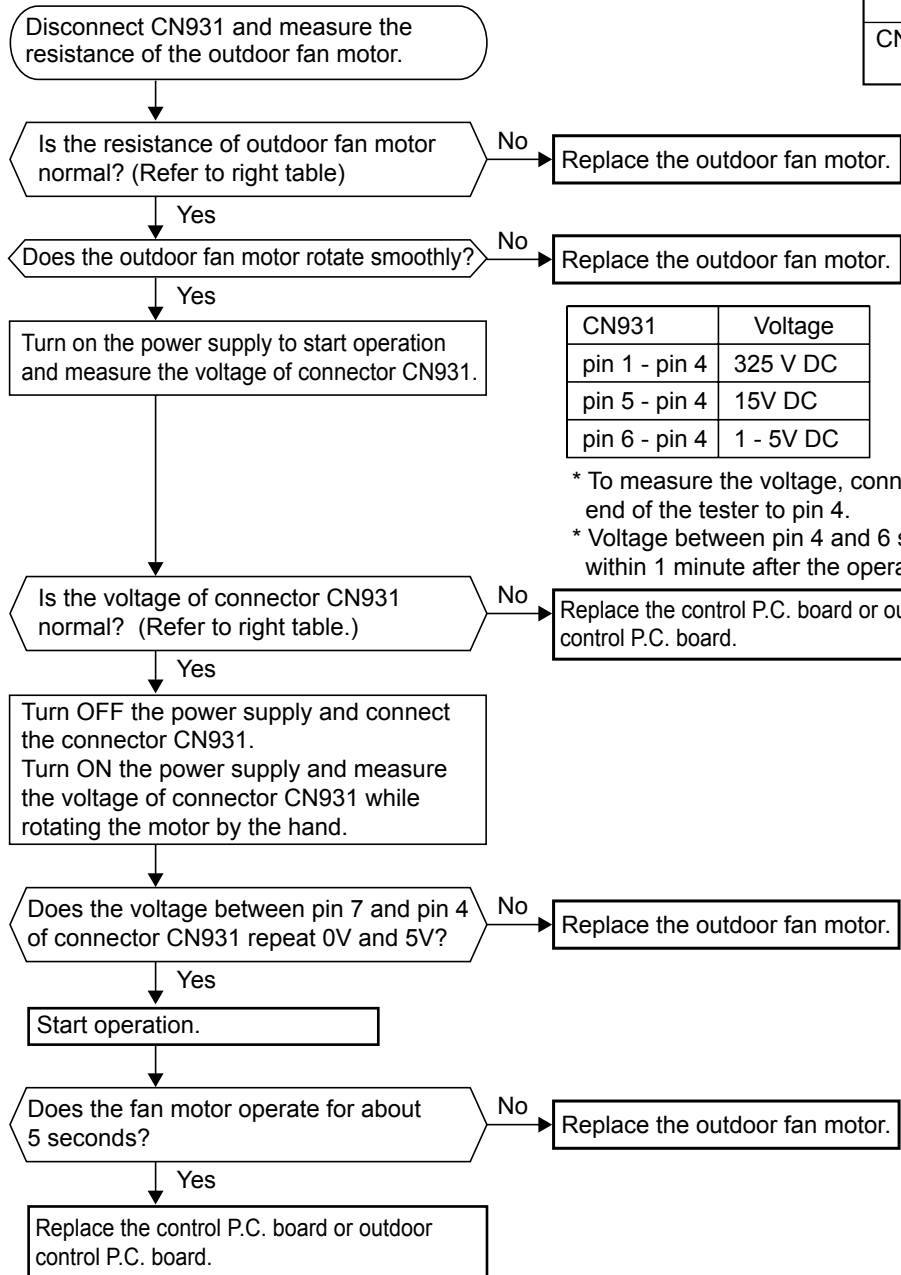 Disconnect CN931 and measure the
resistance of the outdoor fan motor.
CN
Is the resistance of outdoor fan motor
normal? (Refer to right table)
No
Replace the outdoor fan motor.
Yes
Does the outdoor fan motor rotate smoothly?
No
Replace the outdoor fan motor.
Yes
Turn on the power supply to start operation
and measure the voltage of connector CN931.
CN931 Voltage
pin 1 - pin 4 325 V DC
pin 5 - pin 4 15V DC
pin 6 - pin 4 1 - 5V DC
* To measure the voltage, conn
end of the tester to pin 4.
* Voltage between pin 4 and 6 s
within 1 minute after the opera
Is the voltage of connector CN931
normal? (Refer to right table.)
No
Replace the control P.C. board or ou
control P.C. board.
Yes
Turn OFF the power supply and connect
the connector CN931.
Turn ON the power supply and measure
the voltage of connector CN931 while
rotating the motor by the hand.
Does the voltage between pin 7 and pin 4
of connector CN931 repeat 0V and 5V?
No
Replace the outdoor fan motor.
Yes
Start operation.
Does the fan motor operate for about
5 seconds?
No
Replace the outdoor fan motor.
Yes
Replace the control P.C. board or outdoor
control P.C. board.